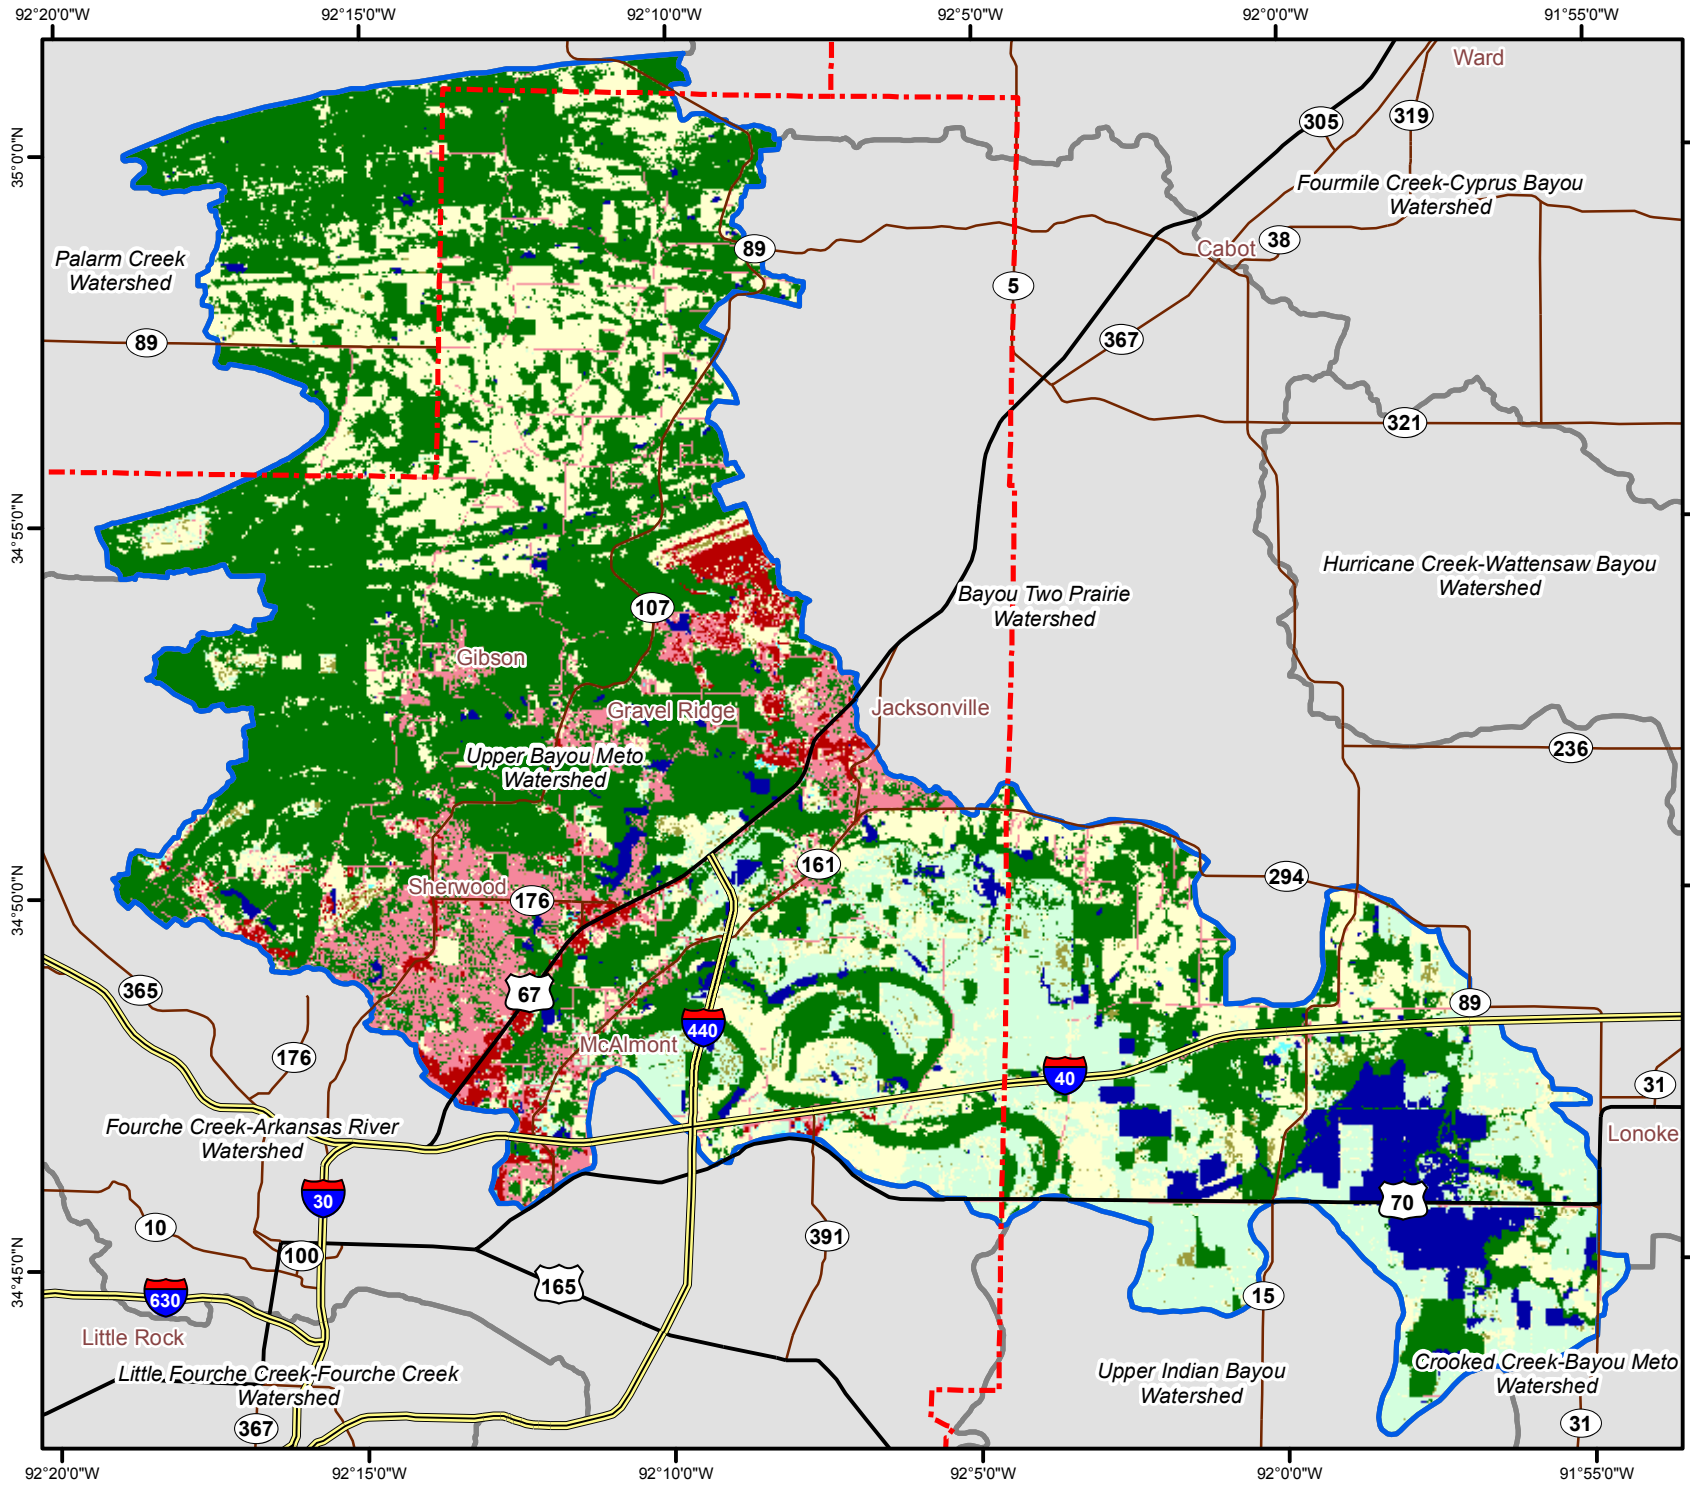 92°20'0"W
92°15'0"W
92°10'0"W
92°5'0"W
92°0'0"W
91°55'0"W
Ward
305
319
35°0'0"N
Fourmile Creek-Cyprus Bayou
Watershed
38
Cabot
89
Palarm Creek
Watershed
5
89
367
321
34°55'0"N
Hurricane Creek-Wattensaw Bayou
Watershed
Bayou Two Prairie
Watershed
107
Gibson
Gravel Ridge
Jacksonville
236
Upper Bayou Meto
Watershed
161
294
Sherwood
176
34°50'0"N
365
67
89
440
McAlmont
176
40
31
Fourche Creek-Arkansas River
Watershed
Lonoke
30
70
10
391
100
34°45'0"N
165
630
15
Little Rock
Little Fourche Creek-Fourche Creek
Watershed
Upper Indian Bayou
Watershed
Crooked Creek-Bayou Meto
Watershed
367
31
92°20'0"W
92°15'0"W
92°10'0"W
92°5'0"W
92°0'0"W
91°55'0"W